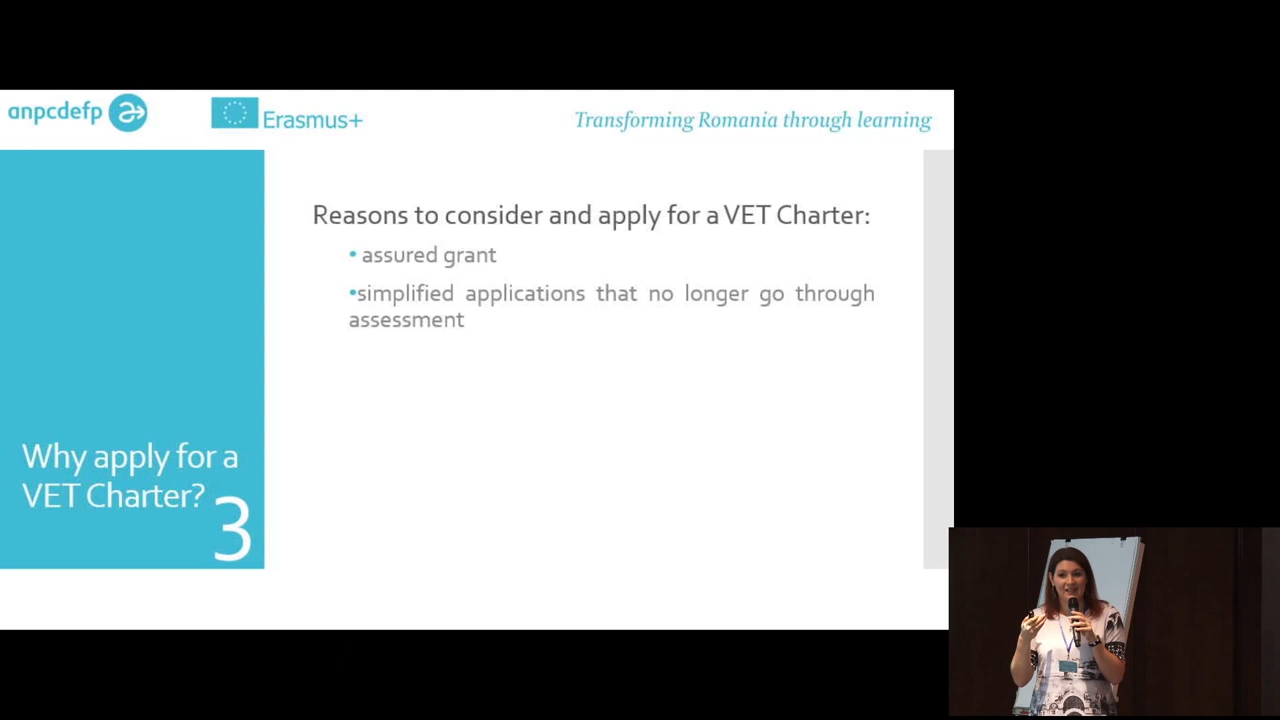 anpcdefp
Erasmus+
Transforming Romania through learning
Reasons to consider and apply for a VET Charter:
• assured grant
•simplified applications that no longer go through
assessment
Why apply for a
VET Charter?
3